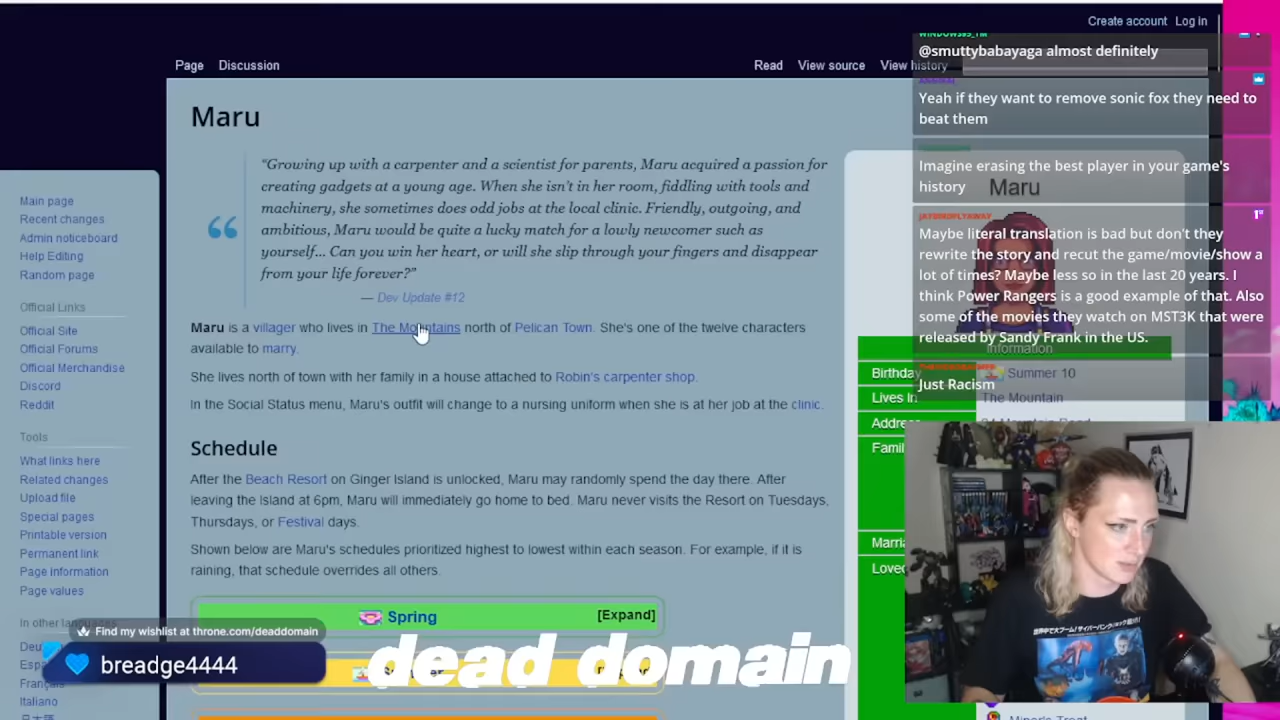 Create account Log in
Page Discussion
Read View source View history
Maru
“Growing up with a carpenter and a scientist for parents, Maru acquired a passion for
creating gadgets at a young age. When she isn't in her room, fiddling with tools and
machinery, she sometimes does odd jobs at the local clinic. Friendly, outgoing, and
ambitious, Maru would be quite a lucky match for a lowly newcomer such as
yourself... Can you win her heart, or will she slip through your fingers and disappear
from your life forever?”
— Dev Update #12
Maru is a villager who lives in The Mountains north of Pelican Town. She's one of the twelve characters
available to marry.
She lives north of town with her family in a house attached to Robin's carpenter shop.
In the Social Status menu, Maru's outfit will change to a nursing uniform when she is at her job at the clinic.
Schedule
After the Beach Resort on Ginger Island is unlocked, Maru may randomly spend the day there. After
leaving the island at 6pm, Maru will immediately go home to bed. Maru never visits the Resort on Tuesdays,
Thursdays, or Festival days.
Shown below are Maru's schedules prioritized highest to lowest within each season. For example, if it is
raining, that schedule overrides all others.
Spring [Expand]
Main page
Recent changes
Admin noticeboard
Help Editing
Random page
Official Links
Official Site
Official Forums
Official Merchandise
Discord
Reddit
Tools
What links here
Related changes
Upload file
Special pages
Printable version
Permanent link
Page information
Page values
In other languages
Deu
Espa
Français
Italiano
日本語
Find my wishlist at throne.com/deaddomain
breadge4444
dead domain
@smuttybabayaga almost definitely
Yeah if they want to remove sonic fox they need to
beat them
Imagine erasing the best player in your game's
history
Maybe literal translation is bad but don't they
rewrite the story and recut the game/movie/show a
lot of times? Maybe less so in the last 20 years. I
think Power Rangers is a good example of that. Also
some of the movies they watch on MST3K that were
released by Sandy Frank in the US.
Just Racism
Maru
Information
Birthday Summer 10
Lives In The Mountain
Addre
Famil
Marria
Loved
Miner's Treat